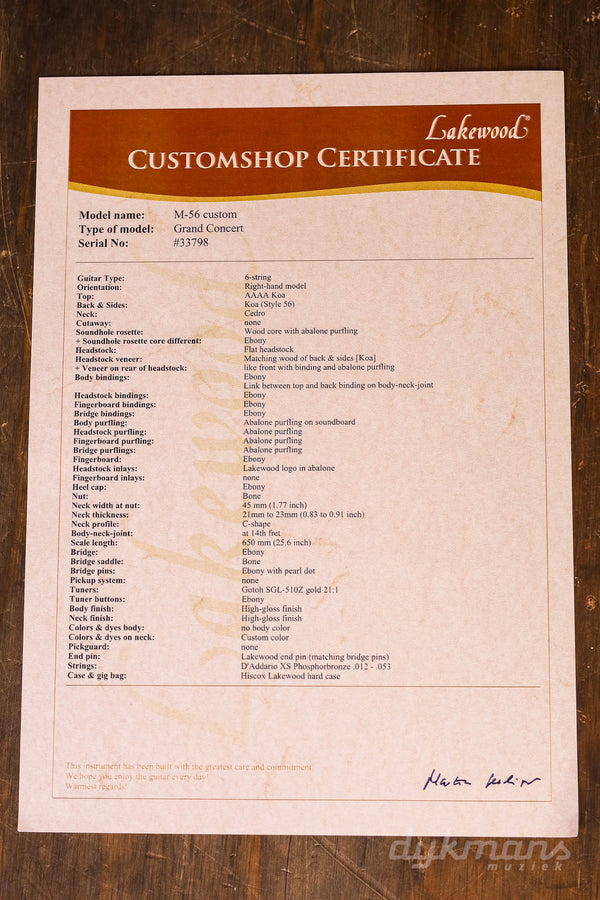 Lakewood®
CUSTOMSHOP CERTIFICATE
Model name: M-56 custom
Type of model: Grand Concert
Serial No: #33798
Guitar Type: 6-string
Orientation: Right-hand model
Top: AAAA Koa
Back & Sides: Koa (Style 56)
Neck: Cedro
Cutaway: none
Soundhole rosette: Wood core with abalone purfling
+ Soundhole rosette core different: Ebony
Headstock: Flat headstock
Headstock veneer: Matching wood of back & sides [Koa]
+ Veneer on rear of headstock: like front with binding and abalone purfling
Body bindings: Ebony
Link between top and back binding on body-neck-joint
Headstock bindings: Ebony
Fingerboard bindings: Ebony
Bridge bindings: Ebony
Body purfling: Abalone purfling on soundboard
Headstock purfling: Abalone purfling
Fingerboard purfling: Abalone purfling
Bridge purflings: Abalone purfling
Fingerboard: Ebony
Headstock inlays: Lakewood logo in abalone
Fingerboard inlays: none
Heel cap: Ebony
Nut: Bone
Neck width at nut: 45 mm (1.77 inch)
Neck thickness: 21mm to 23mm (0.83 to 0.91 inch)
Neck profile: C-shape
Body-neck-joint: at 14th fret
Scale length: 650 mm (25.6 inch)
Bridge: Ebony
Bridge saddle: Bone
Bridge pins: Ebony with pearl dot
Pickup system: none
Tuners: Gotoh SGL-510Z gold 21:1
Tuner buttons: Ebony
Body finish: High-gloss finish
Neck finish: High-gloss finish
Colors & dyes body: no body color
Colors & dyes on neck: Custom color
Pickguard: none
End pin: Lakewood end pin (matching bridge pins)
Strings: D'Addario XS Phosphorbronze .012 - .053
Case & gig bag: Hiscox Lakewood hard case
Lakewood
This instrument has been built with the greatest care and commitment.
We hope you enjoy the guitar every day!
Warmest regards!
Martin
dykmans
muziek